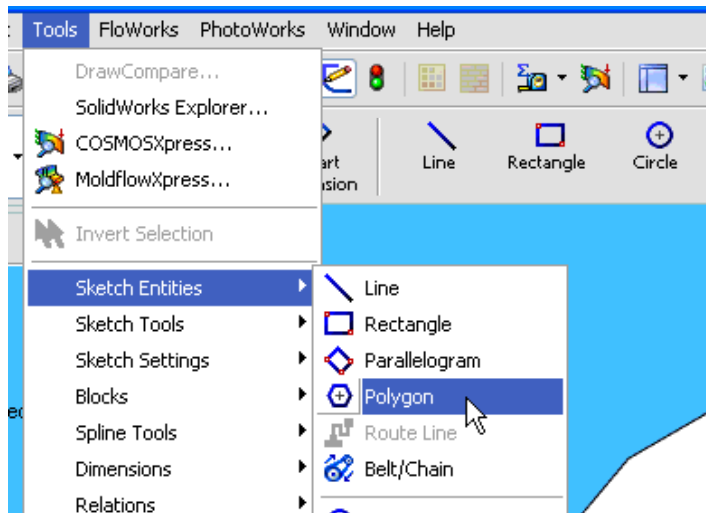 Tools FloWorks PhotoWorks Window Help
DrawCompare...
SolidWorks Explorer...
COSMOSXpress...
MoldflowXpress...
Line Rectangle Circle
Invert Selection
Sketch Entities
Line
Sketch Tools
Rectangle
Sketch Settings
Parallelogram
Blocks
Polygon
Spline Tools
Route Line
Dimensions
Belt/Chain
Relations